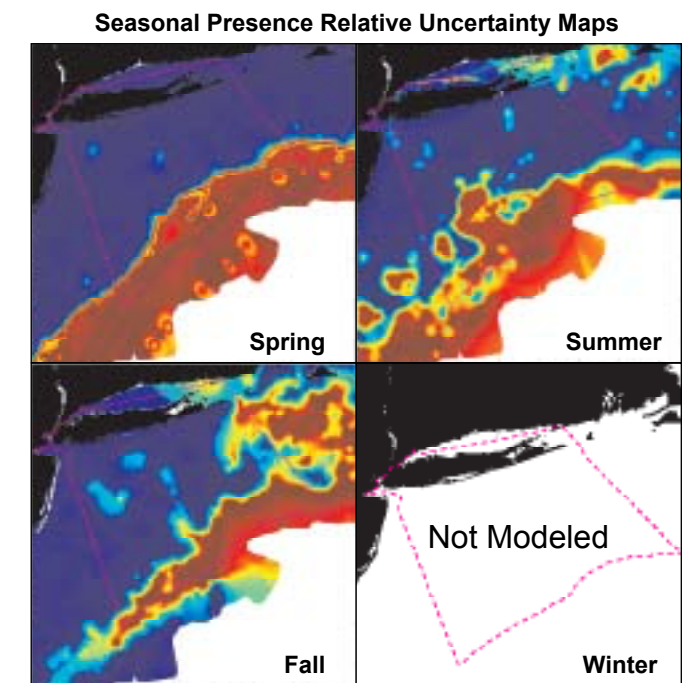 Seasonal Presence Relative Uncertainty Maps
Spring
Summer
Fall
Not Modeled
Winter